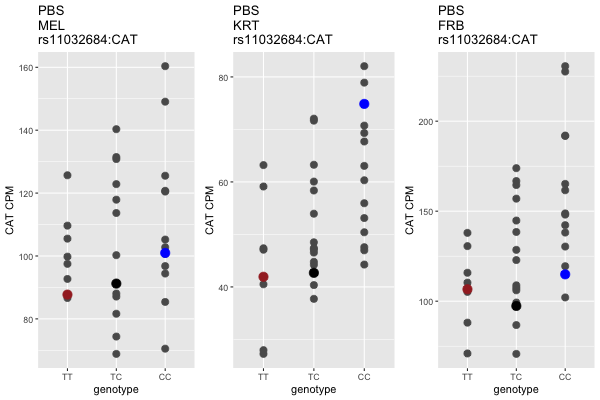 PBS
MEL
rs11032684:CAT
160
140
120
100
80
CAT CPM
TT
TC
CC
genotype
PBS
KRT
rs11032684:CAT
80
60
40
CAT CPM
TT
TC
CC
genotype
PBS
FRB
rs11032684:CAT
200
150
100
CAT CPM
TT
TC
CC
genotype